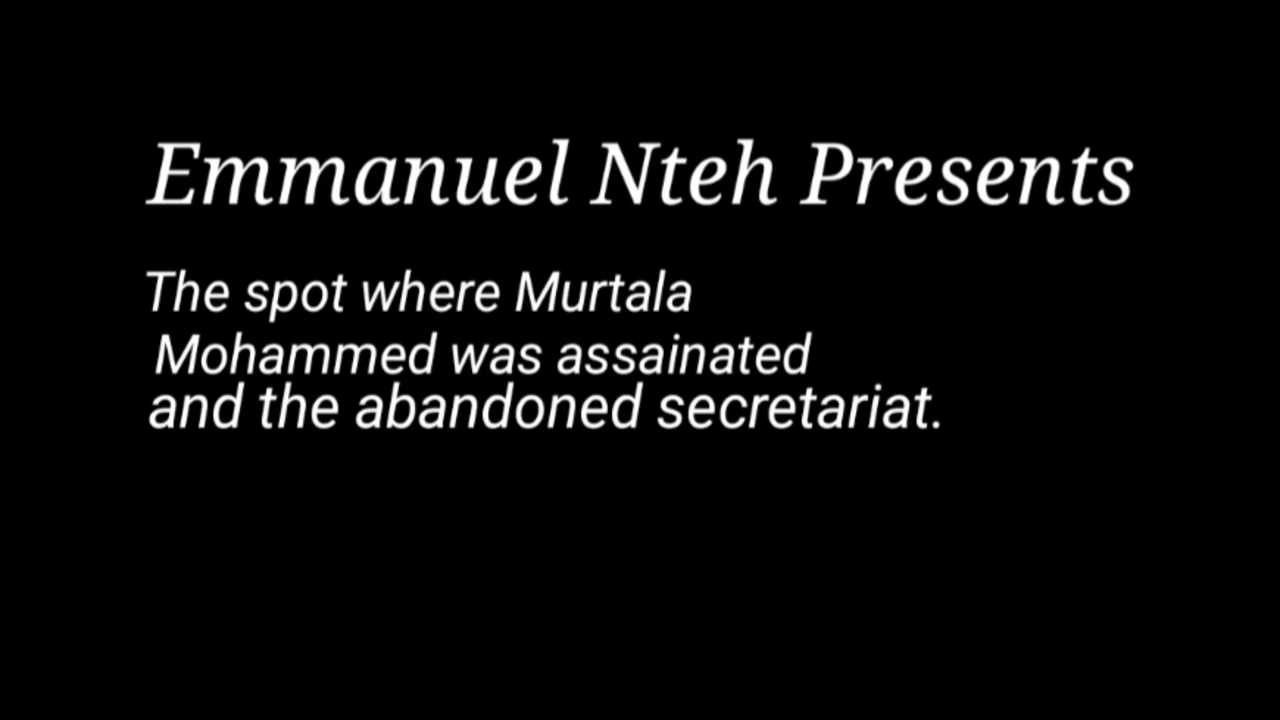 Emmanuel Nteh Presents
The spot where Murtala
Mohammed was assainated
and the abandoned secretariat.